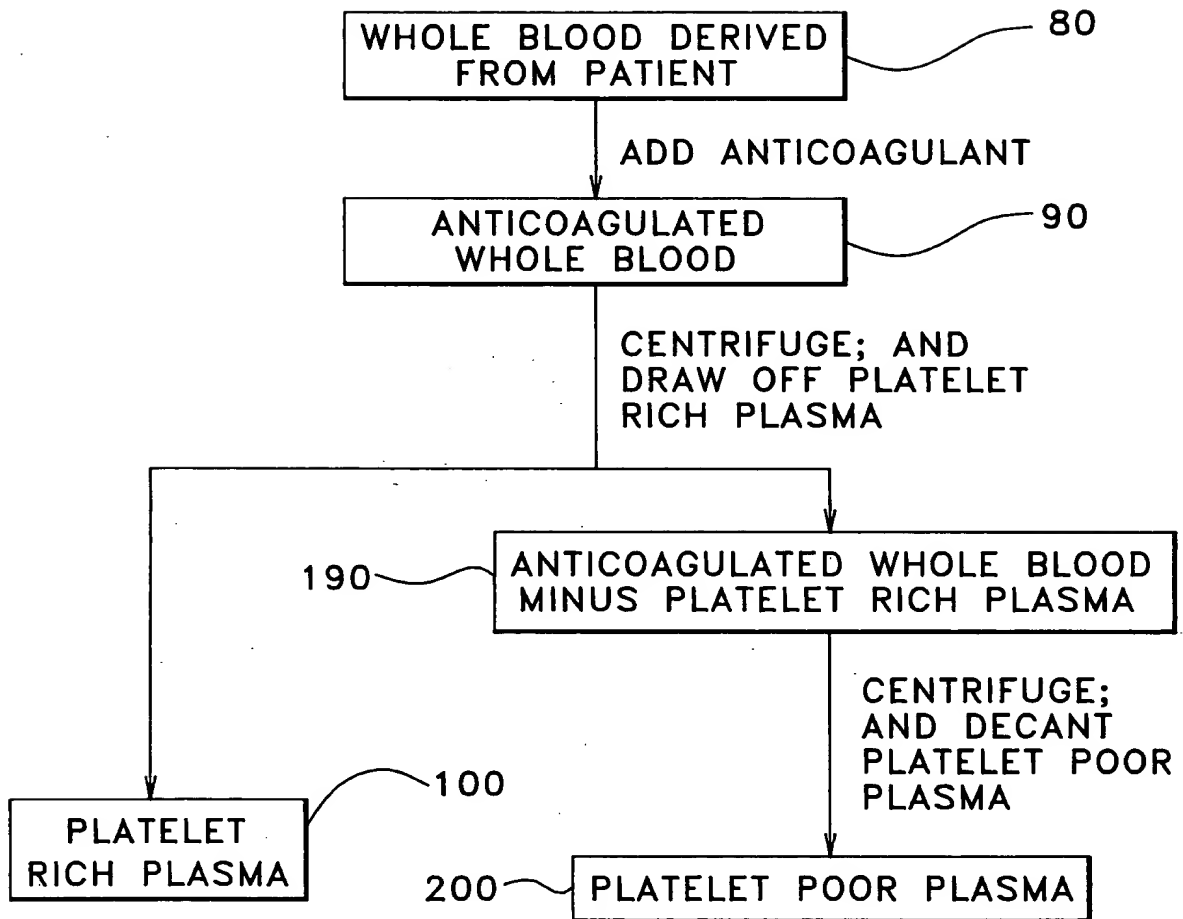 WHOLE BLOOD DERIVED
FROM PATIENT
80
ADD ANTICOAGULANT
ANTICOAGULATED
WHOLE BLOOD
90
CENTRIFUGE; AND
DRAW OFF PLATELET
RICH PLASMA
190
ANTICOAGULATED WHOLE BLOOD
MINUS PLATELET RICH PLASMA
CENTRIFUGE;
AND DECANT
PLATELET POOR
PLASMA
100
PLATELET
RICH PLASMA
200
PLATELET POOR PLASMA